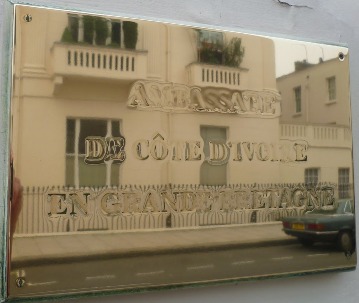 AMBASSADE
DE CÔTE D'IVOIRE
EN GRANDE BRETAGNE